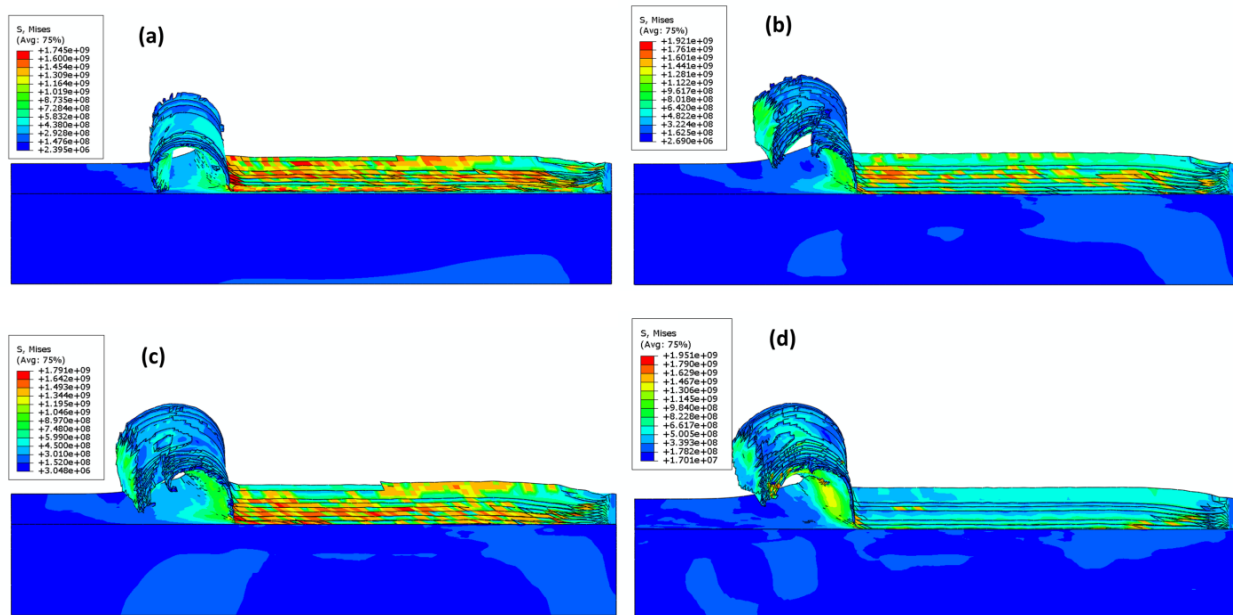 (a)
S, Mises
(Avg: 75%)
+1.745e+09
+1.600e+09
+1.454e+09
+1.309e+09
+1.164e+09
+1.019e+09
+8.735e+08
+7.284e+08
+5.832e+08
+4.380e+08
+2.928e+08
+1.476e+08
+2.395e+06
(b)
S, Mises
(Avg: 75%)
+1.921e+09
+1.761e+09
+1.601e+09
+1.441e+09
+1.281e+09
+1.122e+09
+9.617e+08
+8.018e+08
+6.420e+08
+4.822e+08
+3.224e+08
+1.625e+08
+2.690e+06
(c)
S, Mises
(Avg: 75%)
+1.791e+09
+1.642e+09
+1.493e+09
+1.344e+09
+1.195e+09
+1.046e+09
+8.970e+08
+7.480e+08
+5.990e+08
+4.500e+08
+3.010e+08
+1.520e+08
+3.048e+06
(d)
S, Mises
(Avg: 75%)
+1.951e+09
+1.790e+09
+1.629e+09
+1.467e+09
+1.306e+09
+1.145e+09
+9.840e+08
+8.228e+08
+6.617e+08
+5.005e+08
+3.393e+08
+1.782e+08
+1.701e+07